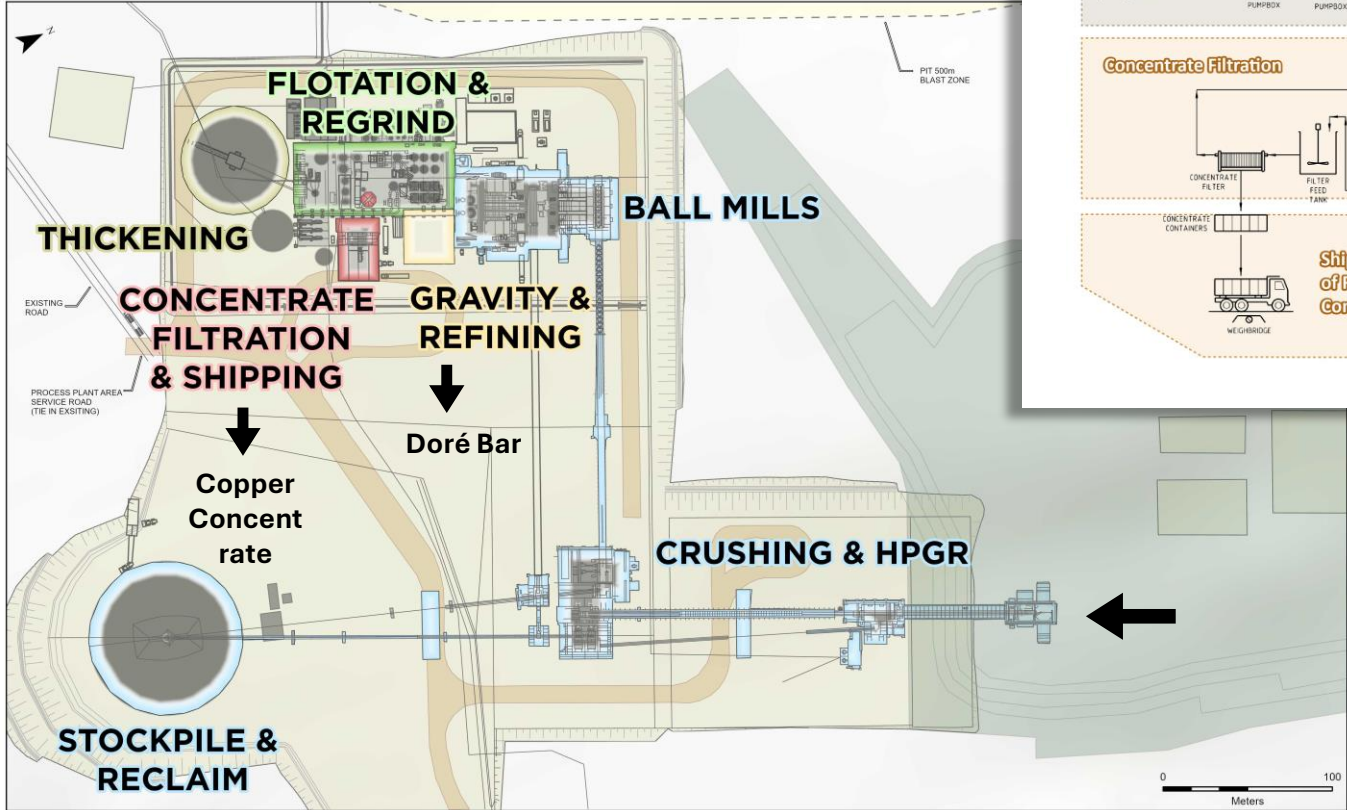 Z
PUMPBOX
PUMPBOX
Concentrate Filtration
CONCENTRATE
FILTER
FILTER
FEED
TANK
CONCENTRATE
CONTAINERS
WEIGHBRIDGE
PIT 500m
BLAST ZONE
FLOTATION &
REGRIND
BALL MILLS
THICKENING
EXISTING
ROAD
CONCENTRATE
FILTRATION
& SHIPPING
GRAVITY &
REFINING
PROCESS PLANT AREA
SERVICE ROAD
(TIE IN EXSITING)
Doré Bar
Copper
Concent
rate
CRUSHING & HPGR
STOCKPILE &
RECLAIM
0
100
Meters